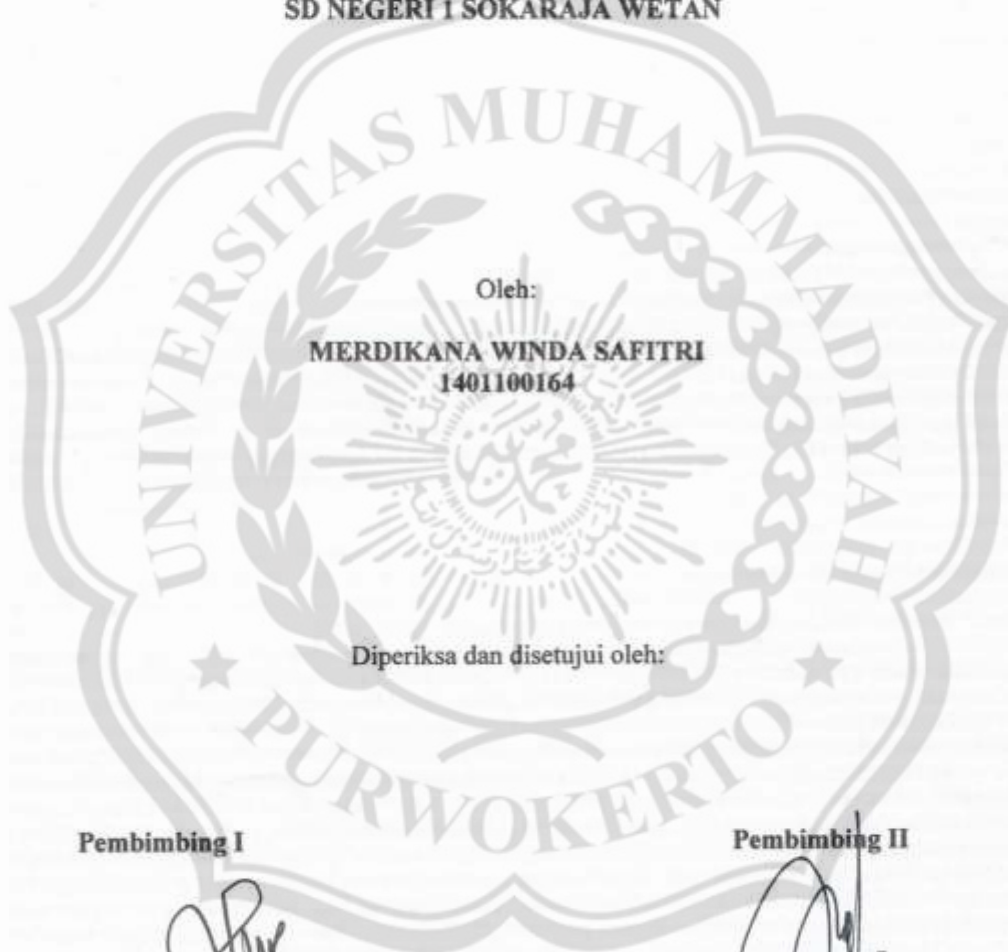 SD NEGERI 1 SOKARAJA WETAN
UNIVERSITAS MUHAMMADIYAH
Oleh:
MERDIKANA WINDA SAFITRI
1401100164
Diperiksa dan disetujui oleh:
PURWOKERTO
Pembimbing I
Pembimbing II